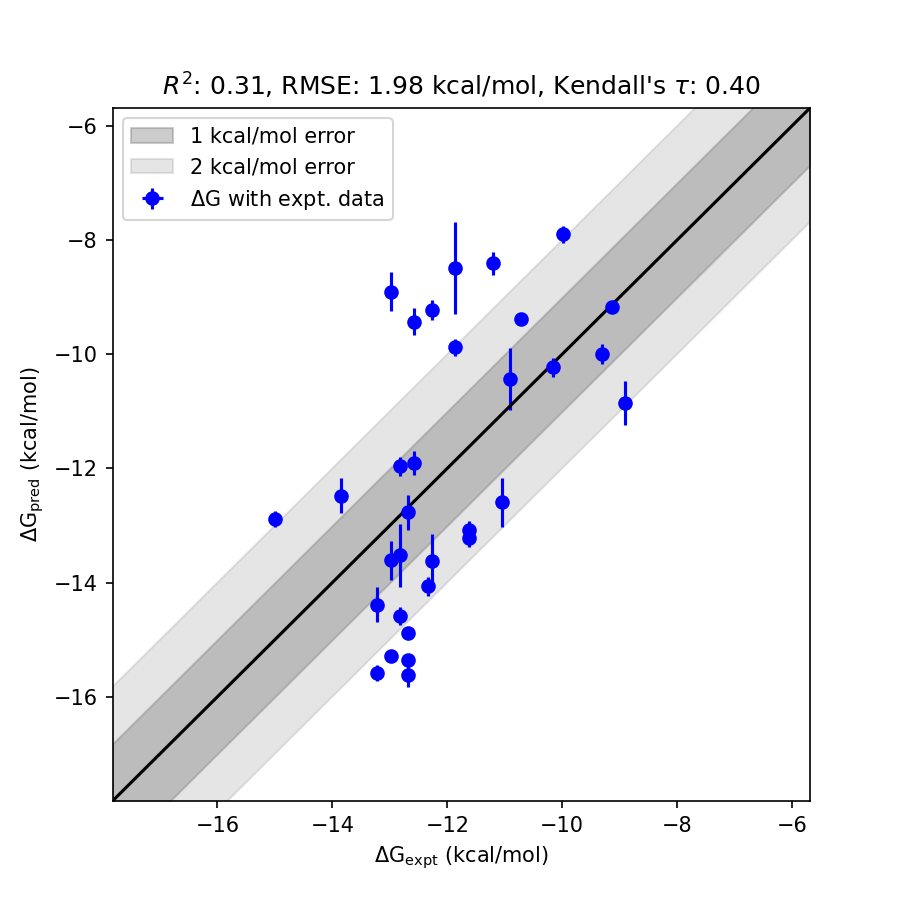 R²: 0.31, RMSE: 1.98 kcal/mol, Kendall's τ: 0.40
1 kcal/mol error
2 kcal/mol error
ΔG with expt. data
−6
−8
−10
−12
−14
−16
ΔG_pred (kcal/mol)
−16 −14 −12 −10 −8 −6
ΔG_expt (kcal/mol)